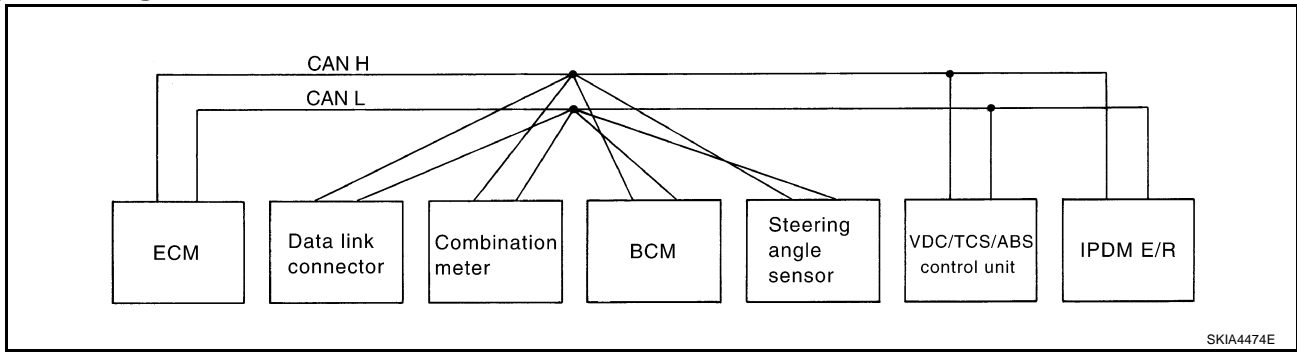 CAN H
CAN L
ECM
Data link
connector
Combination
meter
BCM
Steering
angle
sensor
VDC/TCS/ABS
control unit
IPDM E/R
SKIA4474E